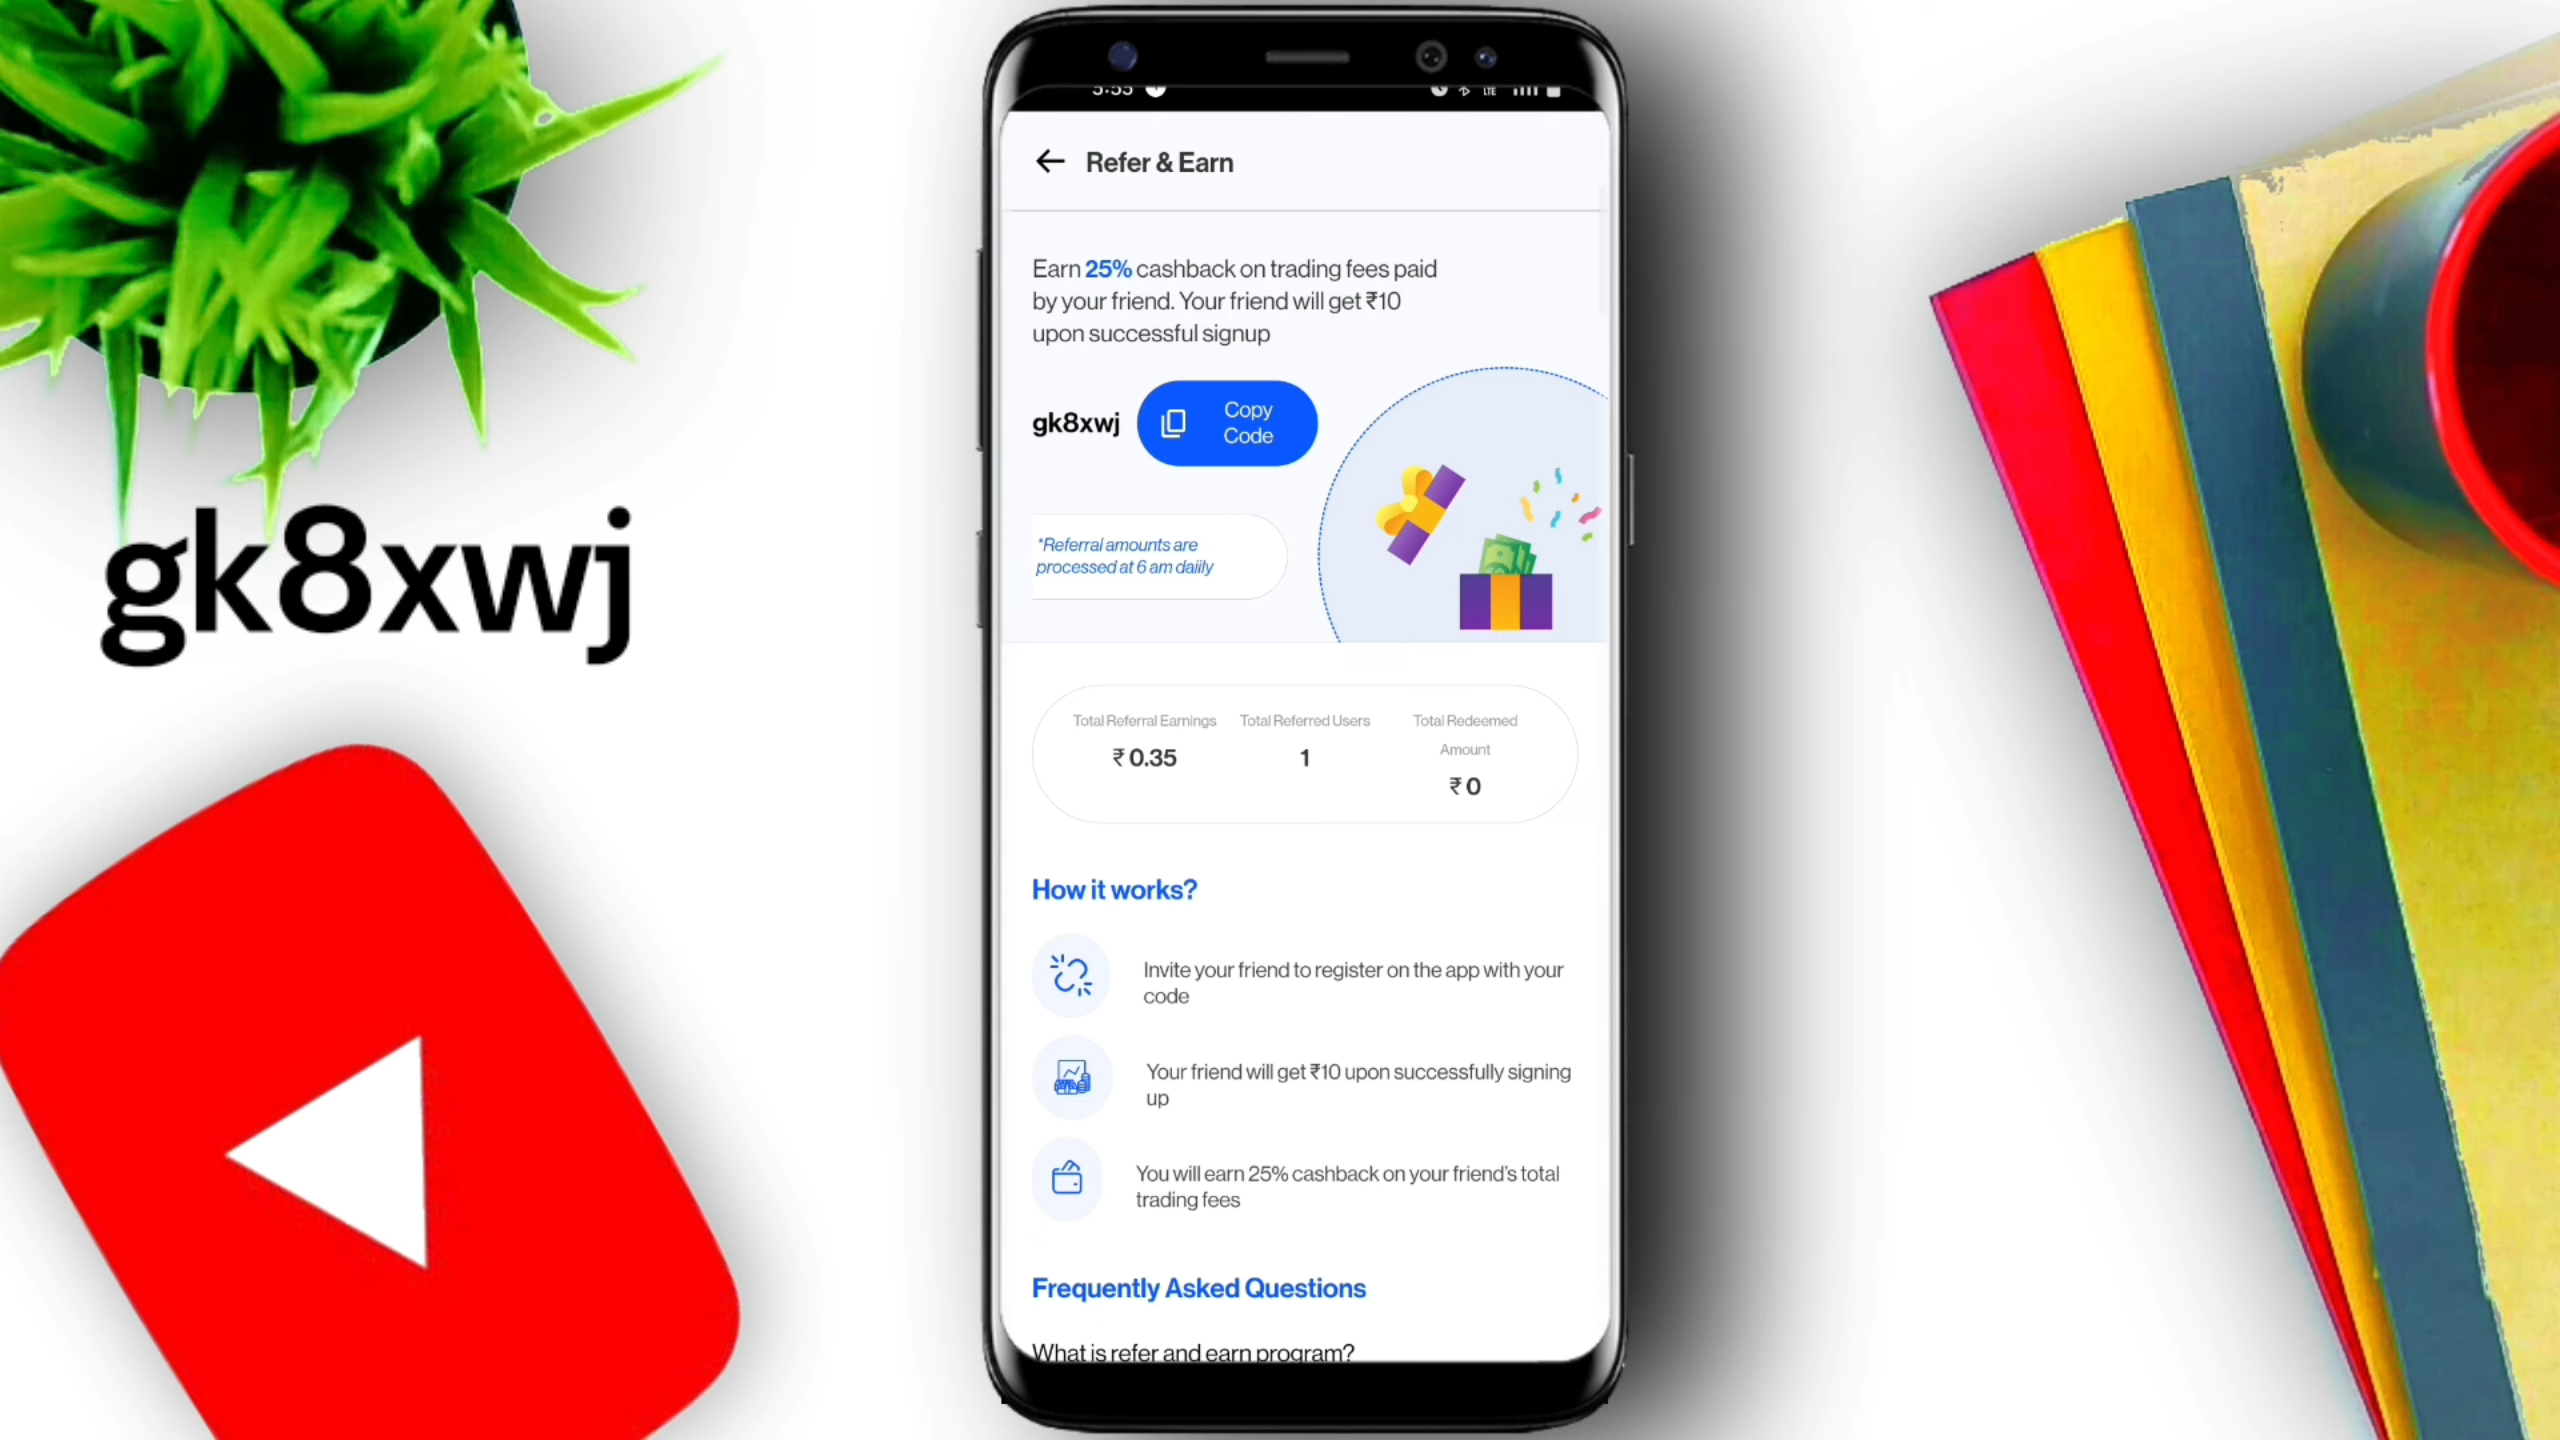 5:55
LTE
Refer & Earn
Earn 25% cashback on trading fees paid
by your friend. Your friend will get ₹10
upon successful signup
gk8xwj
Copy
Code
*Referral amounts are
processed at 6 am daiily
gk8xwj
Total Referral Earnings
₹ 0.35
Total Referred Users
1
Total Redeemed
Amount
₹ 0
How it works?
Invite your friend to register on the app with your
code
Your friend will get ₹10 upon successfully signing
up
You will earn 25% cashback on your friend's total
trading fees
Frequently Asked Questions
What is refer and earn program?